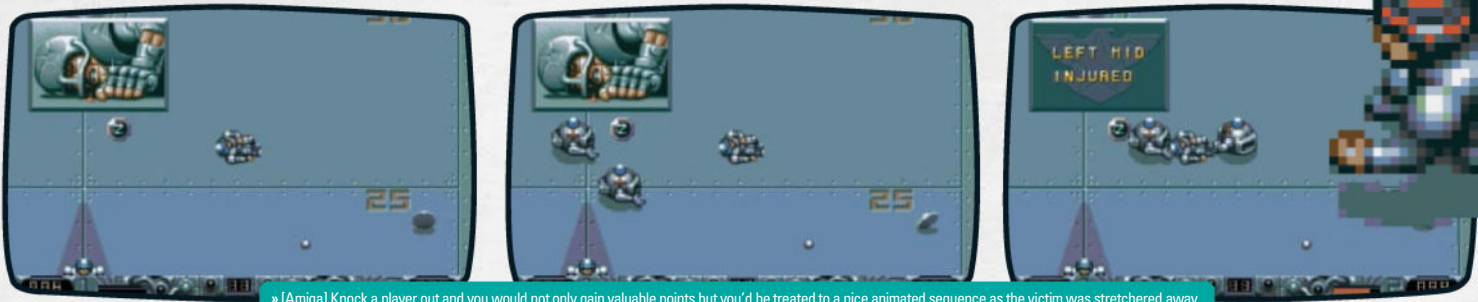 LEFT MID
INJURED
25
25
» [Amiga] Knock a player out and you would not only gain valuable points but you'd be treated to a nice animated sequence as the victim was stretchered away.